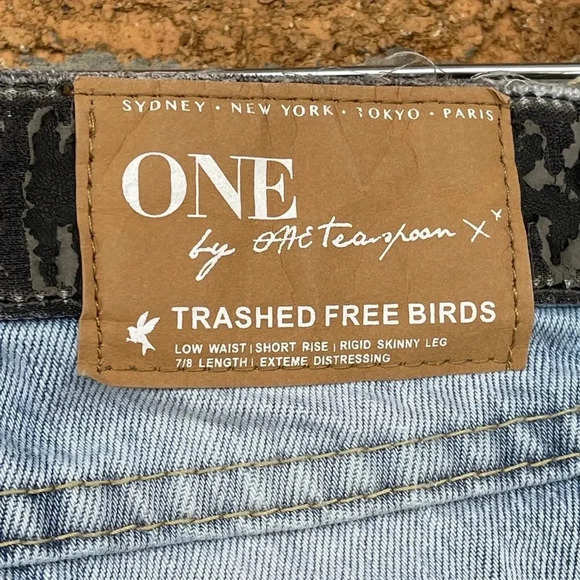 SYDNEY • NEW YORK • TOKYO • PARIS
ONE
by ONE teaspoon XX
TRASHED FREE BIRDS
LOW WAIST | SHORT RISE | RIGID SKINNY LEG
7/8 LENGTH | EXTEME DISTRESSING